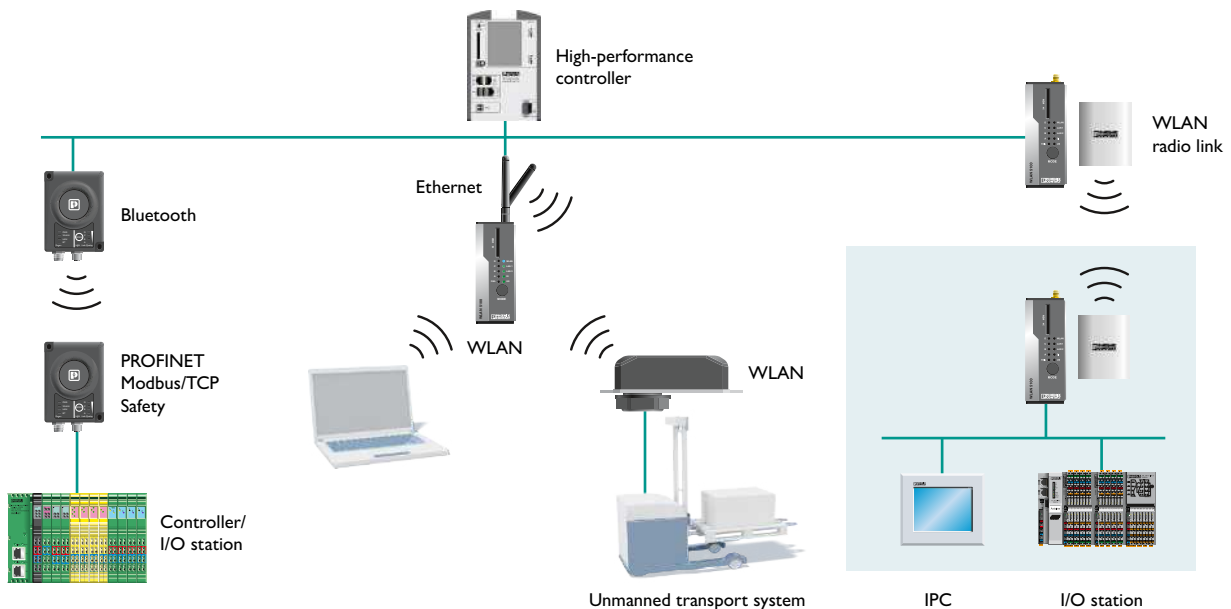 High-performance
controller
WLAN
radio link
Ethernet
Bluetooth
WLAN
PROFINET
Modbus/TCP
Safety
WLAN
Controller/
I/O station
Unmanned transport system
IPC
I/O station